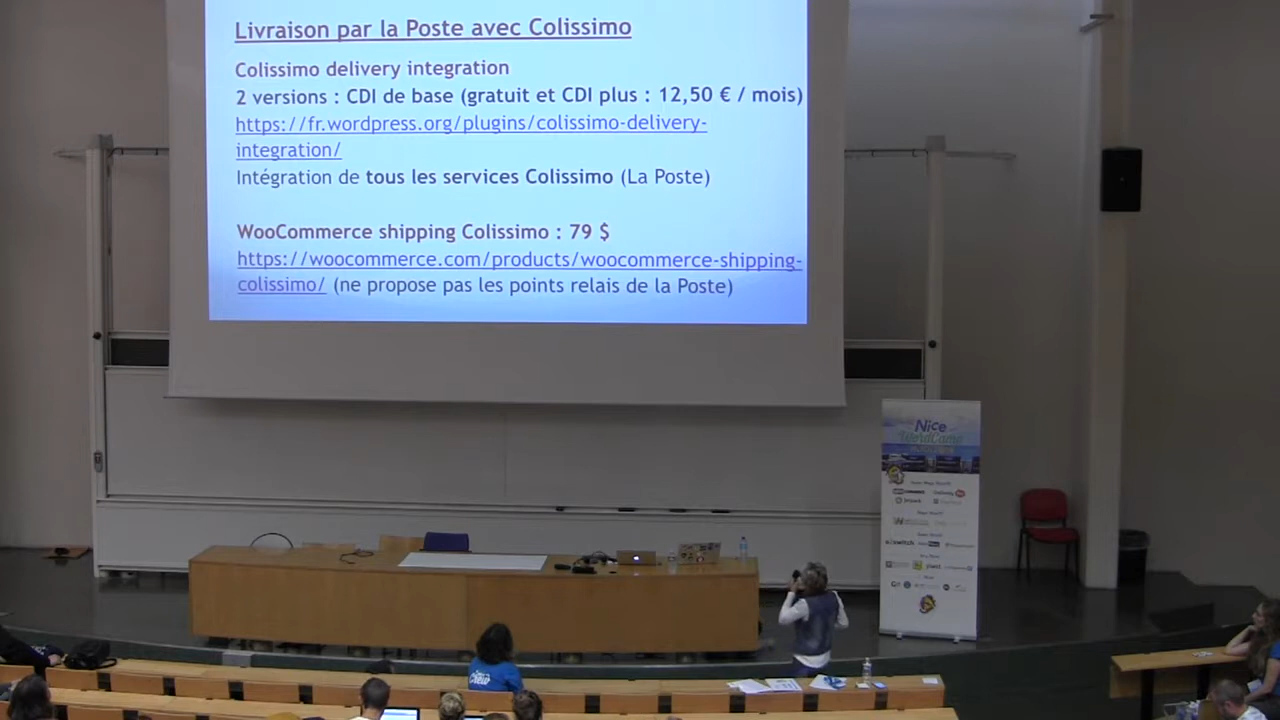 Livraison par la Poste avec Colissimo
Colissimo delivery integration
2 versions : CDI de base (gratuit et CDI plus : 12,50 € / mois)
https://fr.wordpress.org/plugins/colissimo-delivery-
integration/
Intégration de tous les services Colissimo (La Poste)
WooCommerce shipping Colissimo : 79 $
https://woocommerce.com/products/woocommerce-shipping-
colissimo/ (ne propose pas les points relais de la Poste)
Nice
WordCamp